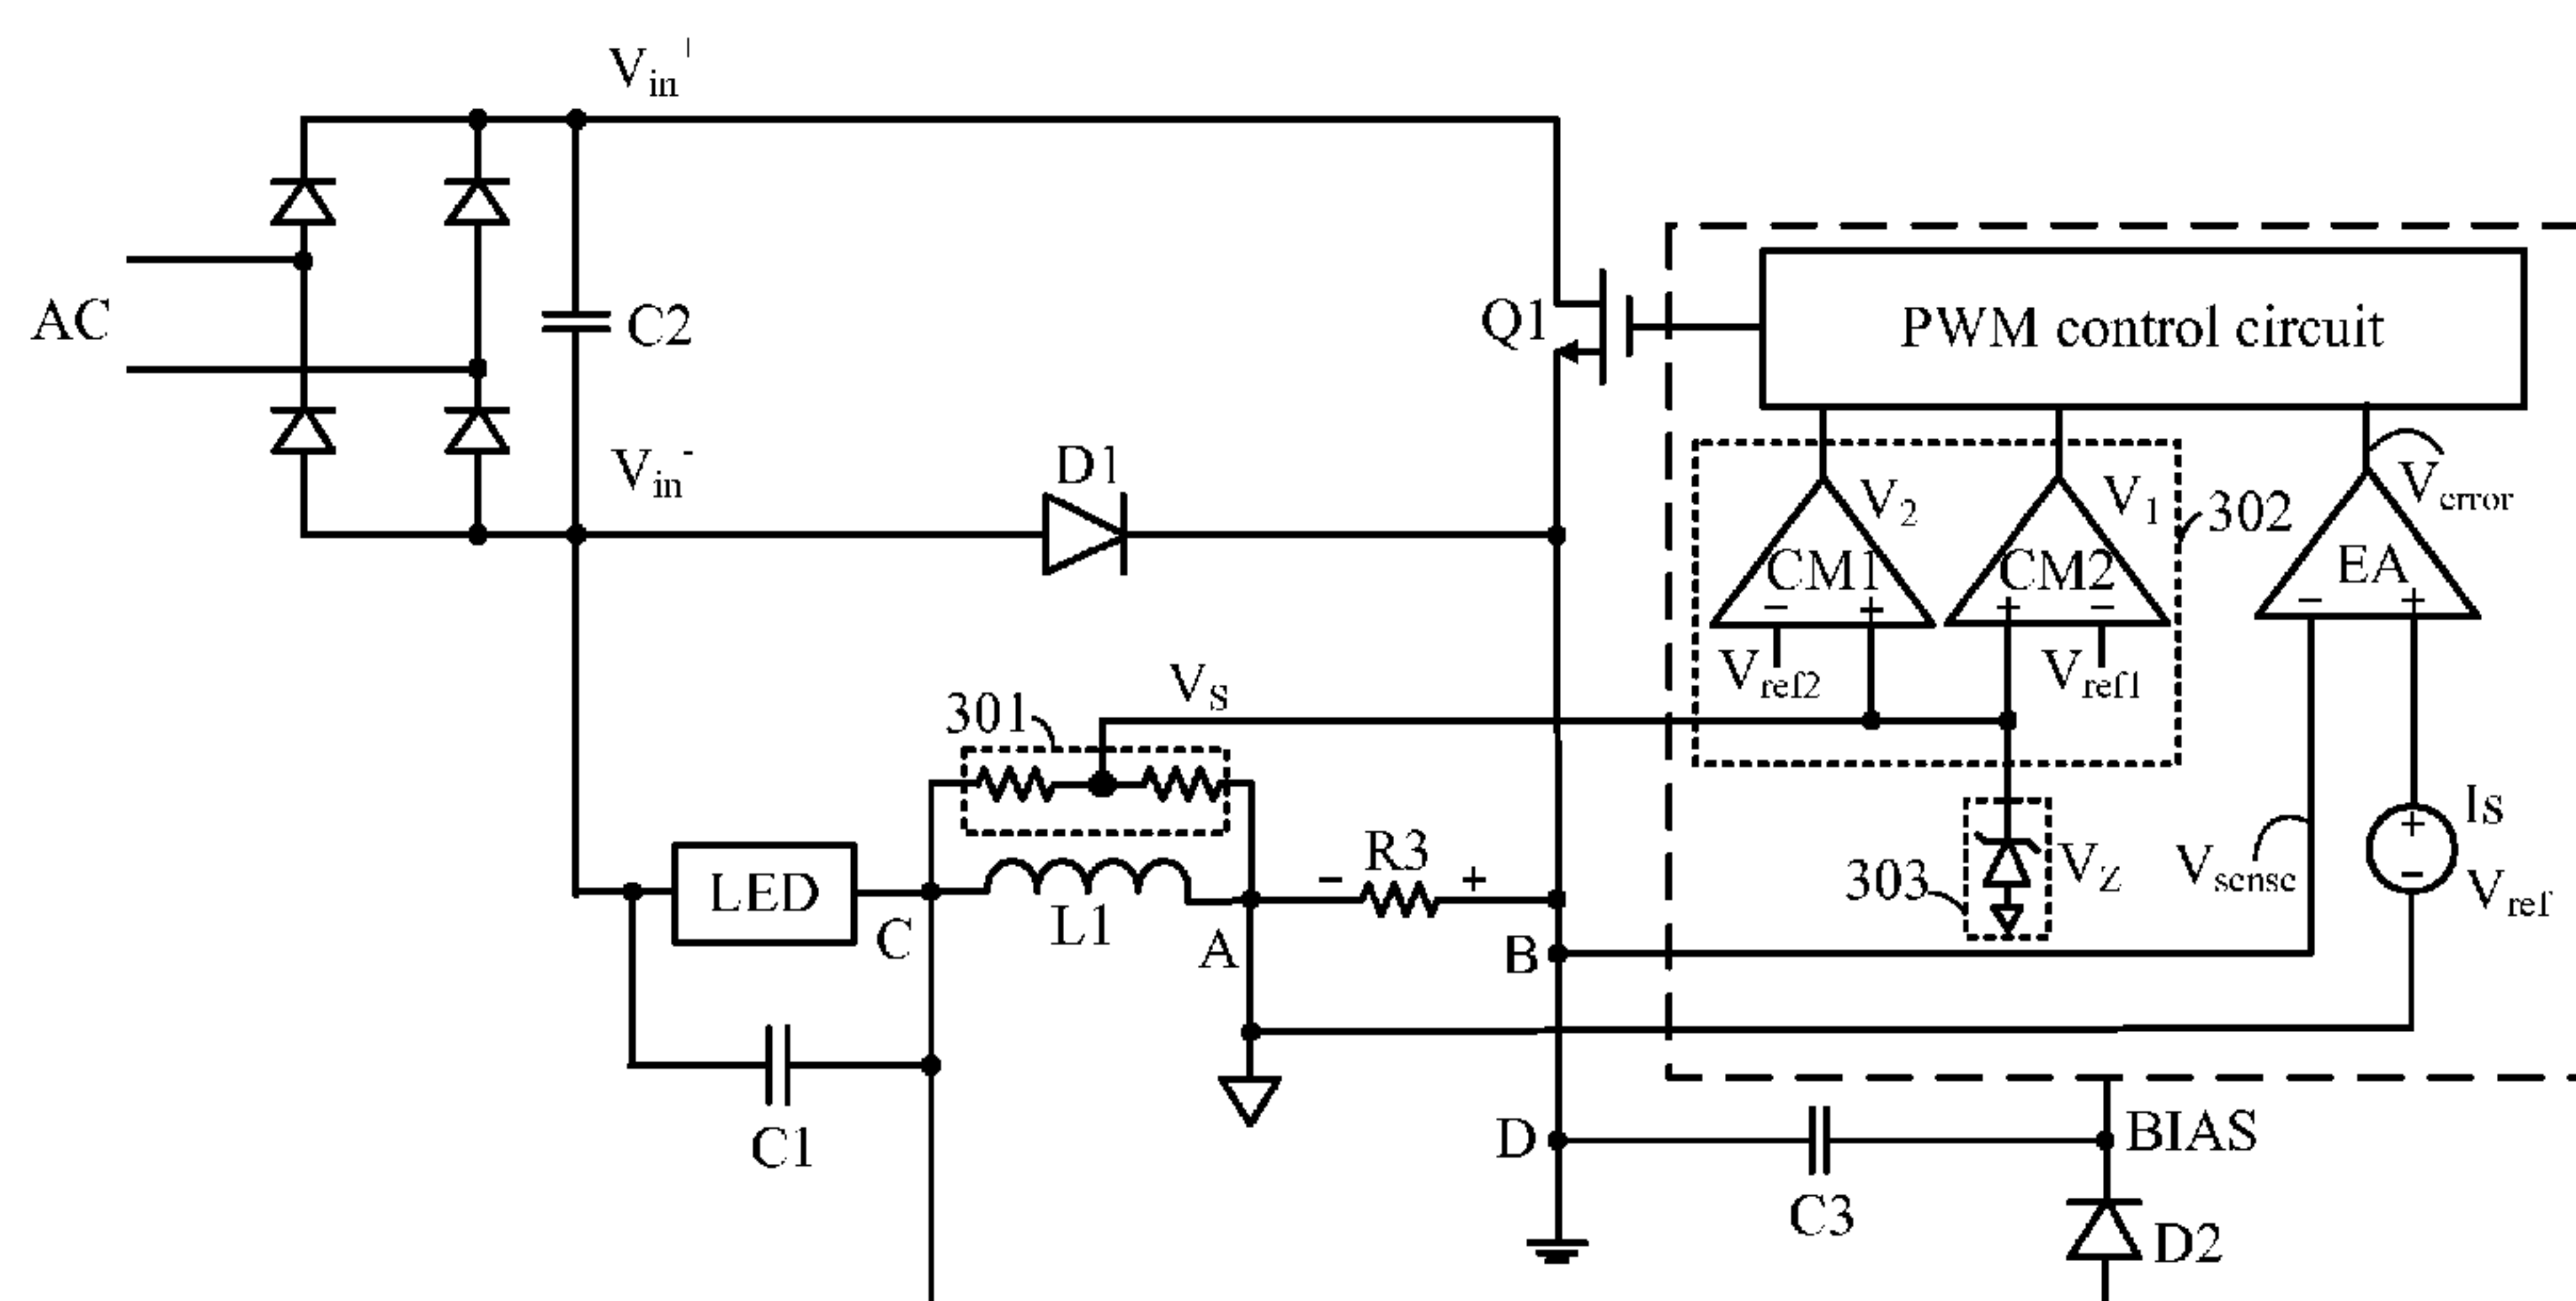 Vin+
AC
C2
Q1
PWM control circuit
Vin-
D1
V2
V1
302
Verror
CM1
CM2
EA
- +
+ -
- +
Vref2
Vref1
VS
301
R3
- +
LED
C
L1
A
B
303
VZ
Vsense
Is
+
-
Vref
C1
D
BIAS
C3
D2